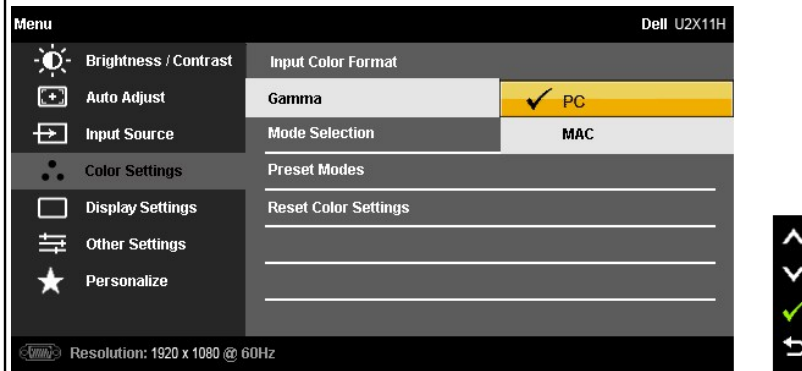 Menu Dell U2X11H
Brightness / Contrast Input Color Format
Auto Adjust Gamma PC
Input Source Mode Selection MAC
Color Settings Preset Modes
Display Settings Reset Color Settings
Other Settings
Personalize
Resolution: 1920 x 1080 @ 60Hz